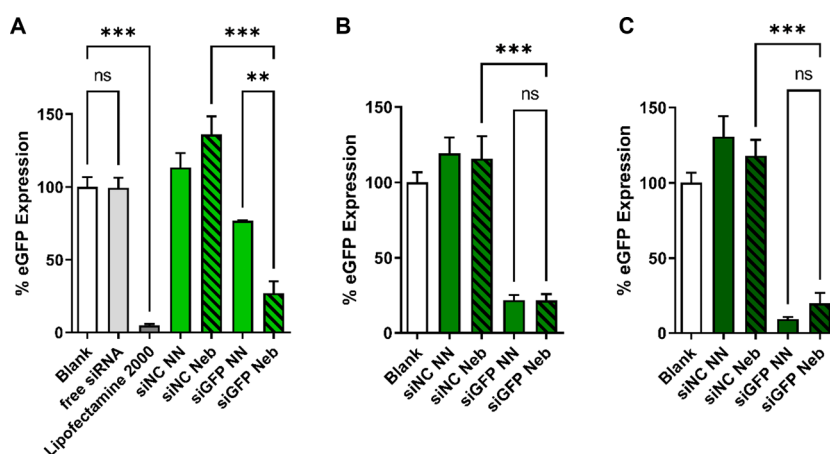 A
***
***
ns
**
% eGFP Expression
150
100
50
0
Blank
free siRNA
Lipofectamine 2000
siNC NN
siNC Neb
siGFP NN
siGFP Neb
B
***
ns
% eGFP Expression
150
100
50
0
Blank
siNC NN
siNC Neb
siGFP NN
siGFP Neb
C
***
ns
% eGFP Expression
150
100
50
0
Blank
siNC NN
siNC Neb
siGFP NN
siGFP Neb